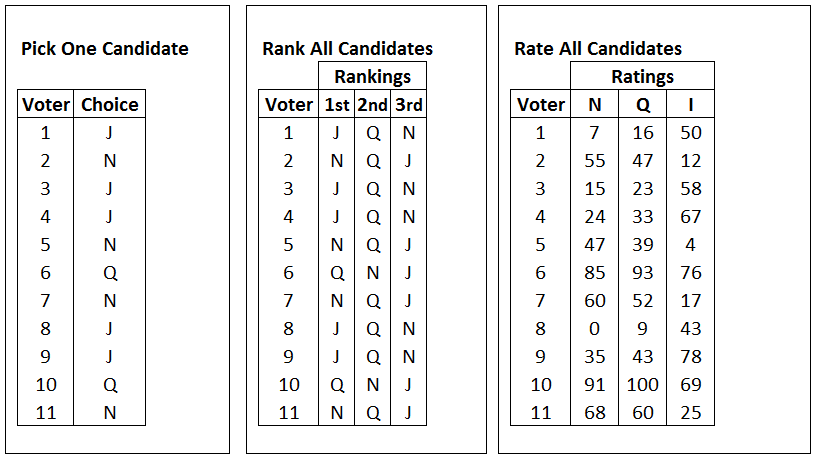 Pick One Candidate
Voter Choice
1 J
2 N
3 J
4 J
5 N
6 Q
7 N
8 J
9 J
10 Q
11 N
Rank All Candidates
Rankings
Voter 1st 2nd 3rd
1 J Q N
2 N Q J
3 J Q N
4 J Q N
5 N Q J
6 Q N J
7 N Q J
8 J Q N
9 J Q N
10 Q N J
11 N Q J
Rate All Candidates
Ratings
Voter N Q I
1 7 16 50
2 55 47 12
3 15 23 58
4 24 33 67
5 47 39 4
6 85 93 76
7 60 52 17
8 0 9 43
9 35 43 78
10 91 100 69
11 68 60 25